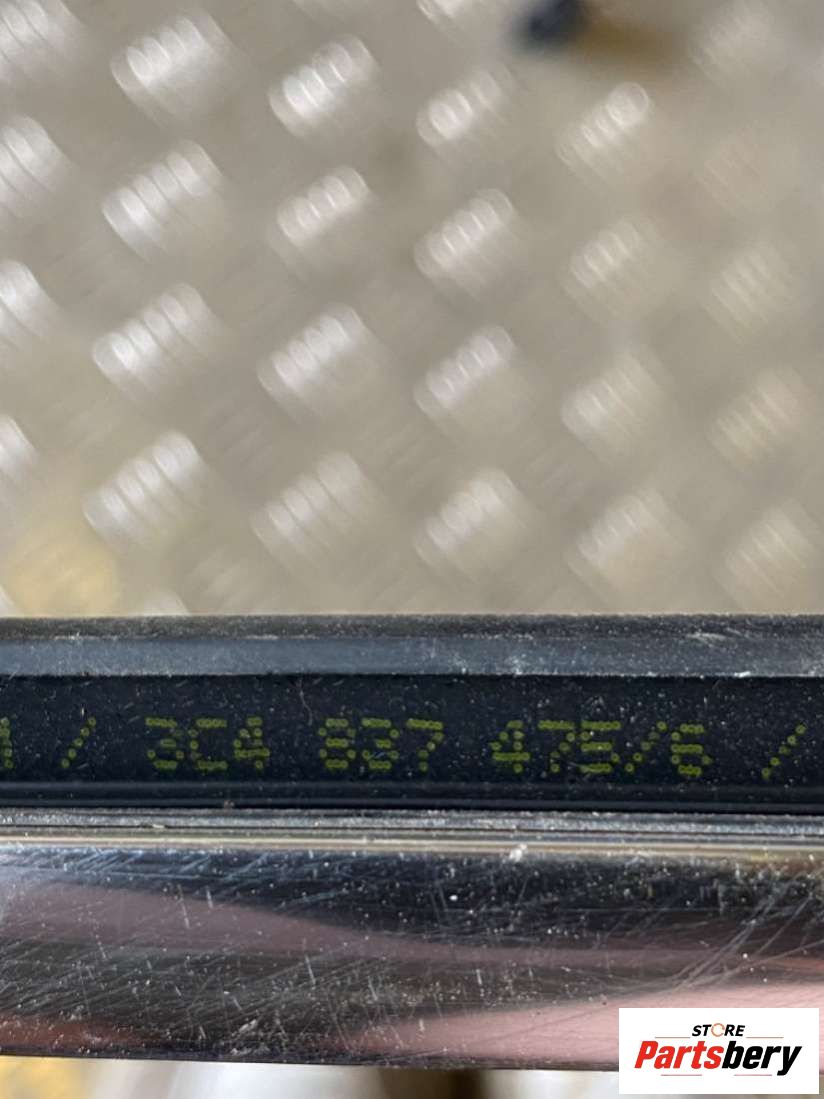 / 3C4 837 475/6 /
STORE
Partsbery